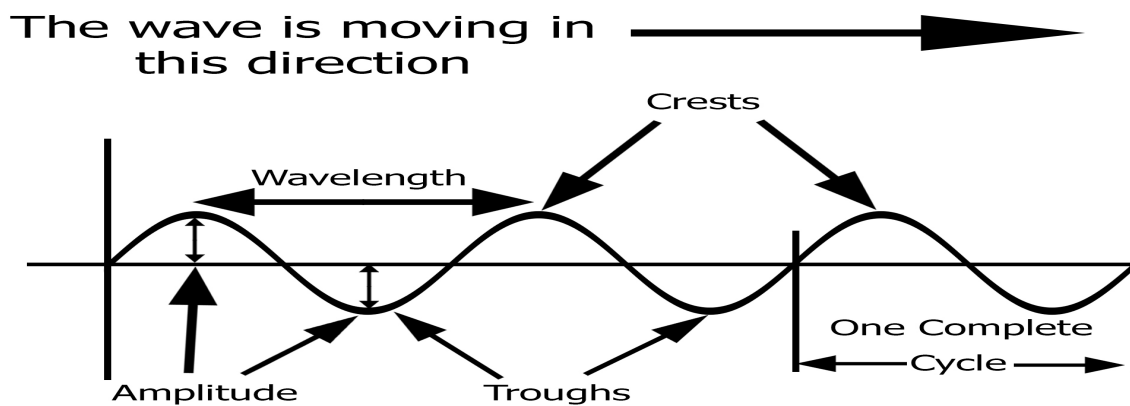 The wave is moving in
this direction
Crests
Wavelength
One Complete
Cycle
Amplitude
Troughs